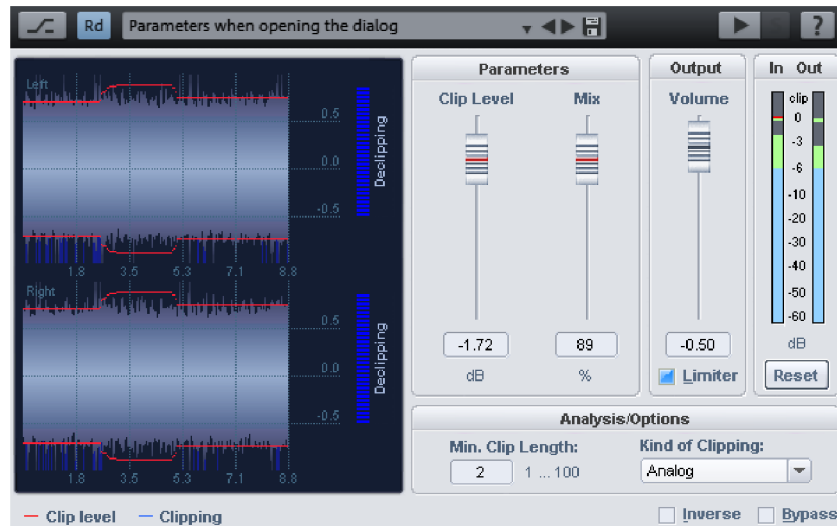 Rd Parameters when opening the dialog ?
Left
0.5
0.0
-0.5
1.8 3.5 5.3 7.1 8.8
Declipping
Right
0.5
0.0
-0.5
1.8 3.5 5.3 7.1 8.8
Declipping
Clip level Clipping
Parameters
Clip Level Mix
-1.72 89
dB %
Output
Volume
-0.50
Limiter
In Out
clip
0
-3
-6
-10
-20
-30
-40
-50
-60
dB
Reset
Analysis/Options
Min. Clip Length: Kind of Clipping:
2 1 ... 100 Analog
Inverse Bypass